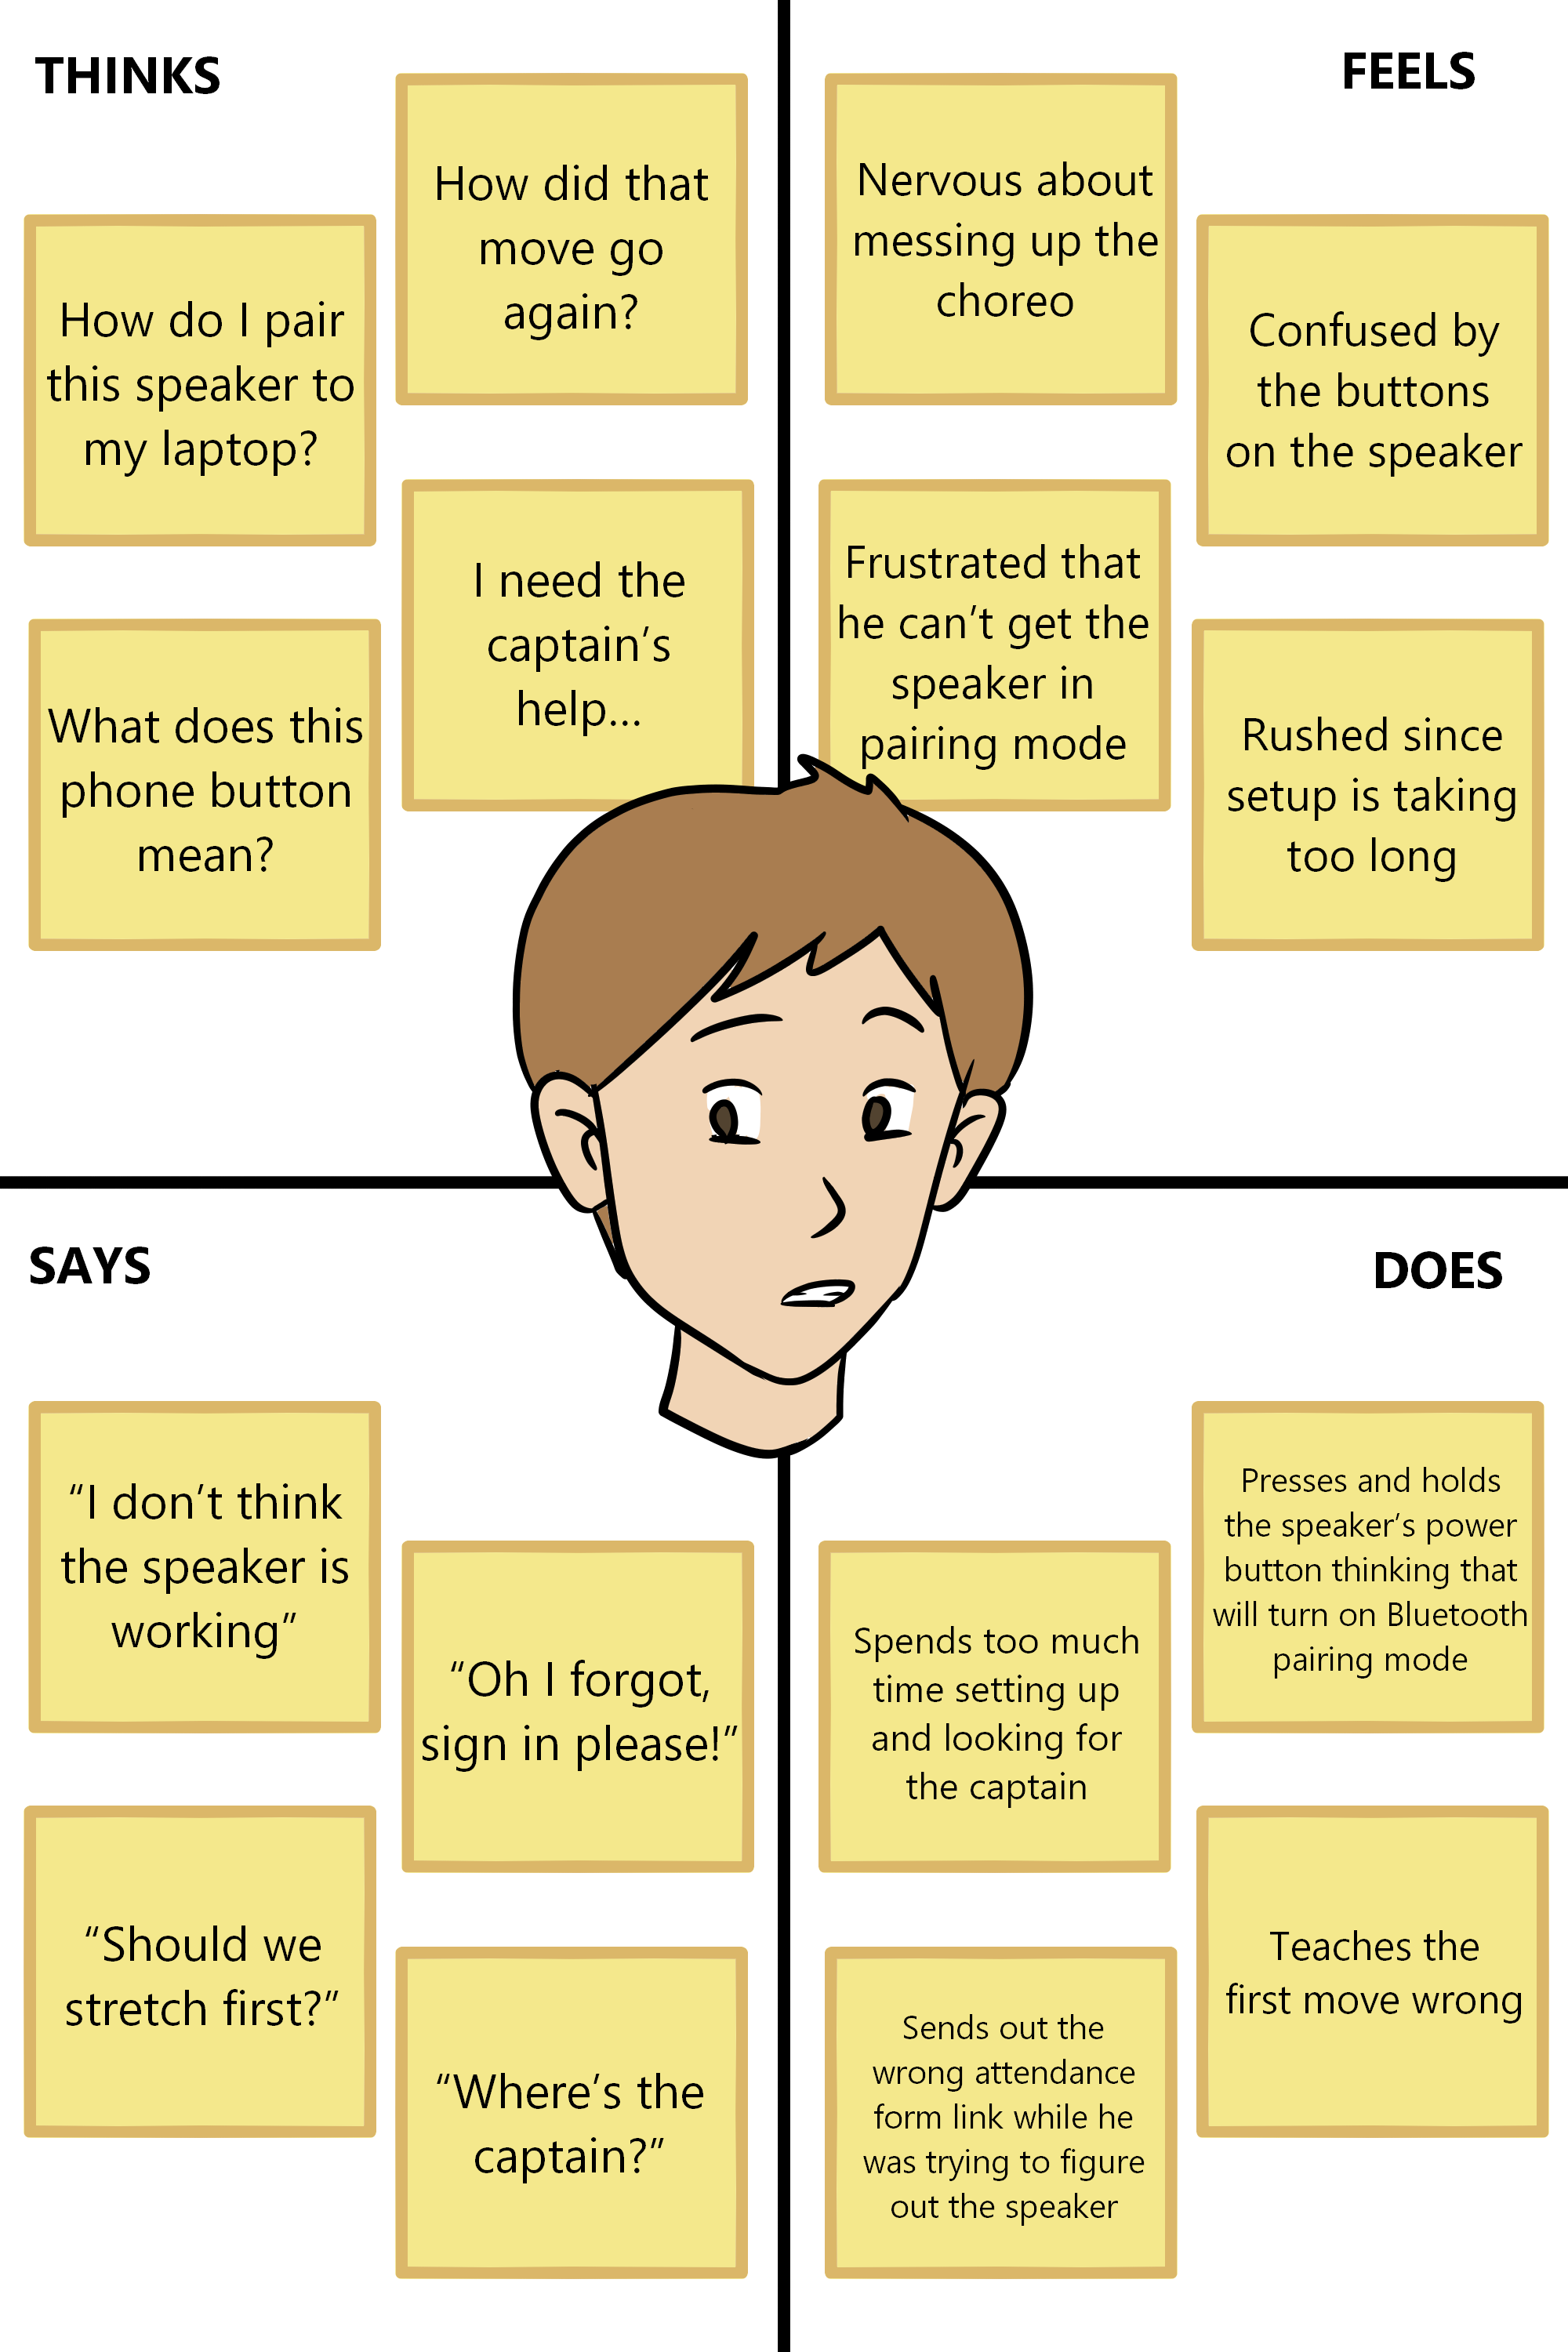 THINKS
How did that
move go
again?
How do I pair
this speaker to
my laptop?
I need the
captain’s
help...
What does this
phone button
mean?
FEELS
Nervous about
messing up the
choreo
Confused by
the buttons
on the speaker
Frustrated that
he can’t get the
speaker in
pairing mode
Rushed since
setup is taking
too long
SAYS
“I don’t think
the speaker is
working”
“Oh I forgot,
sign in please!”
“Should we
stretch first?”
“Where’s the
captain?”
DOES
Presses and holds
the speaker’s power
button thinking that
will turn on Bluetooth
pairing mode
Spends too much
time setting up
and looking for
the captain
Teaches the
first move wrong
Sends out the
wrong attendance
form link while he
was trying to figure
out the speaker